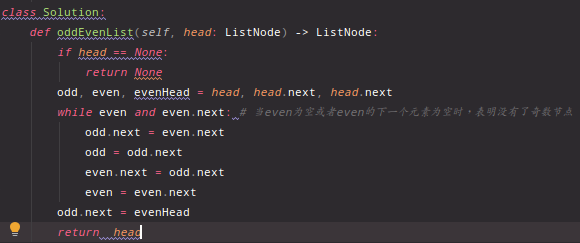 class Solution:
    def oddEvenList(self, head: ListNode) -> ListNode:
        if head == None:
            return None
        odd, even, evenHead = head, head.next, head.next
        while even and even.next: # 当even为空或者even的下一个元素为空时，表明没有了奇数节点
            odd.next = even.next
            odd = odd.next
            even.next = odd.next
            even = even.next
        odd.next = evenHead
        return  head